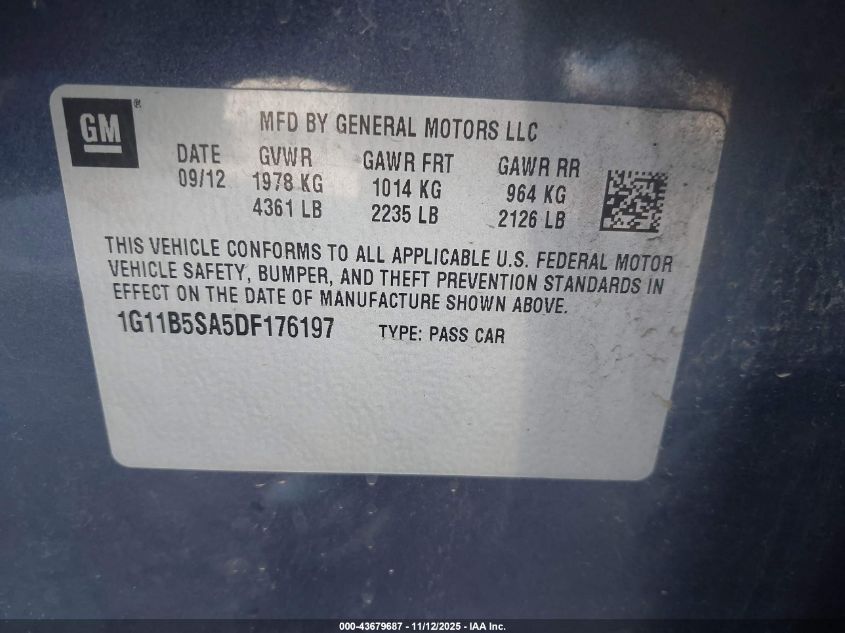 GM®
MFD BY GENERAL MOTORS LLC
DATE GVWR GAWR FRT GAWR RR
09/12 1978 KG 1014 KG 964 KG
4361 LB 2235 LB 2126 LB
THIS VEHICLE CONFORMS TO ALL APPLICABLE U.S. FEDERAL MOTOR
VEHICLE SAFETY, BUMPER, AND THEFT PREVENTION STANDARDS IN
EFFECT ON THE DATE OF MANUFACTURE SHOWN ABOVE.
1G11B5SA5DF176197 TYPE: PASS CAR
000-43679687 - 11/12/2025 - IAA Inc.